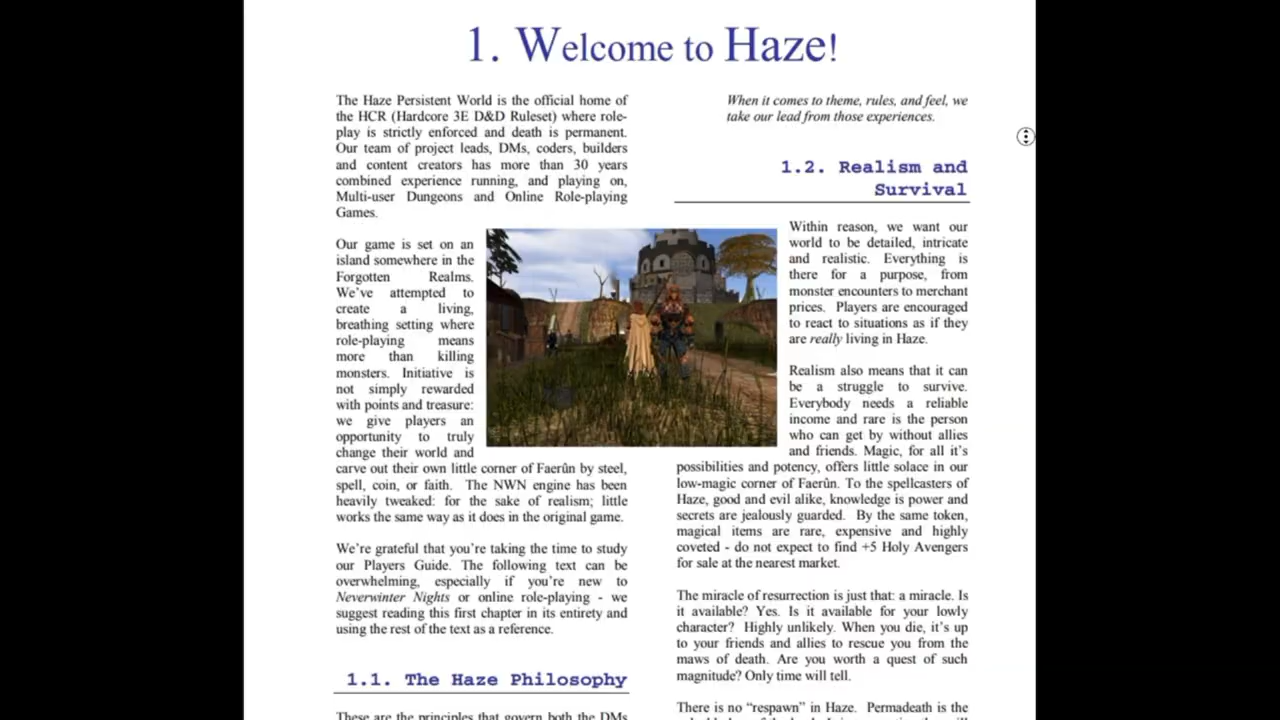 1. Welcome to Haze!
The Haze Persistent World is the official home of
the HCR (Hardcore 3E D&D Ruleset) where role-
play is strictly enforced and death is permanent.
Our team of project leads, DMs, coders, builders
and content creators has more than 30 years
combined experience running, and playing on,
Multi-user Dungeons and Online Role-playing
Games.
Our game is set on an
island somewhere in the
Forgotten Realms.
We've attempted to
create a living,
breathing setting where
role-playing means
more than killing
monsters. Initiative is
not simply rewarded
with points and treasure:
we give players an
opportunity to truly
change their world and
carve out their own little corner of Faerûn by steel,
spell, coin, or faith. The NWN engine has been
heavily tweaked: for the sake of realism; little
works the same way as it does in the original game.
We're grateful that you're taking the time to study
our Players Guide. The following text can be
overwhelming, especially if you're new to
Neverwinter Nights or online role-playing - we
suggest reading this first chapter in its entirety and
using the rest of the text as a reference.
1.1. The Haze Philosophy
These are the principles that govern both the DMs
When it comes to theme, rules, and feel, we
take our lead from those experiences.
1.2. Realism and
Survival
Within reason, we want our
world to be detailed, intricate
and realistic. Everything is
there for a purpose, from
monster encounters to merchant
prices. Players are encouraged
to react to situations as if they
are really living in Haze.
Realism also means that it can
be a struggle to survive.
Everybody needs a reliable
income and rare is the person
who can get by without allies
and friends. Magic, for all it's
possibilities and potency, offers little solace in our
low-magic corner of Faerûn. To the spellcasters of
Haze, good and evil alike, knowledge is power and
secrets are jealously guarded. By the same token,
magical items are rare, expensive and highly
coveted - do not expect to find +5 Holy Avengers
for sale at the nearest market.
The miracle of resurrection is just that: a miracle. Is
it available? Yes. Is it available for your lowly
character? Highly unlikely. When you die, it's up
to your friends and allies to rescue you from the
maws of death. Are you worth a quest of such
magnitude? Only time will tell.
There is no "respawn" in Haze. Permadeath is the